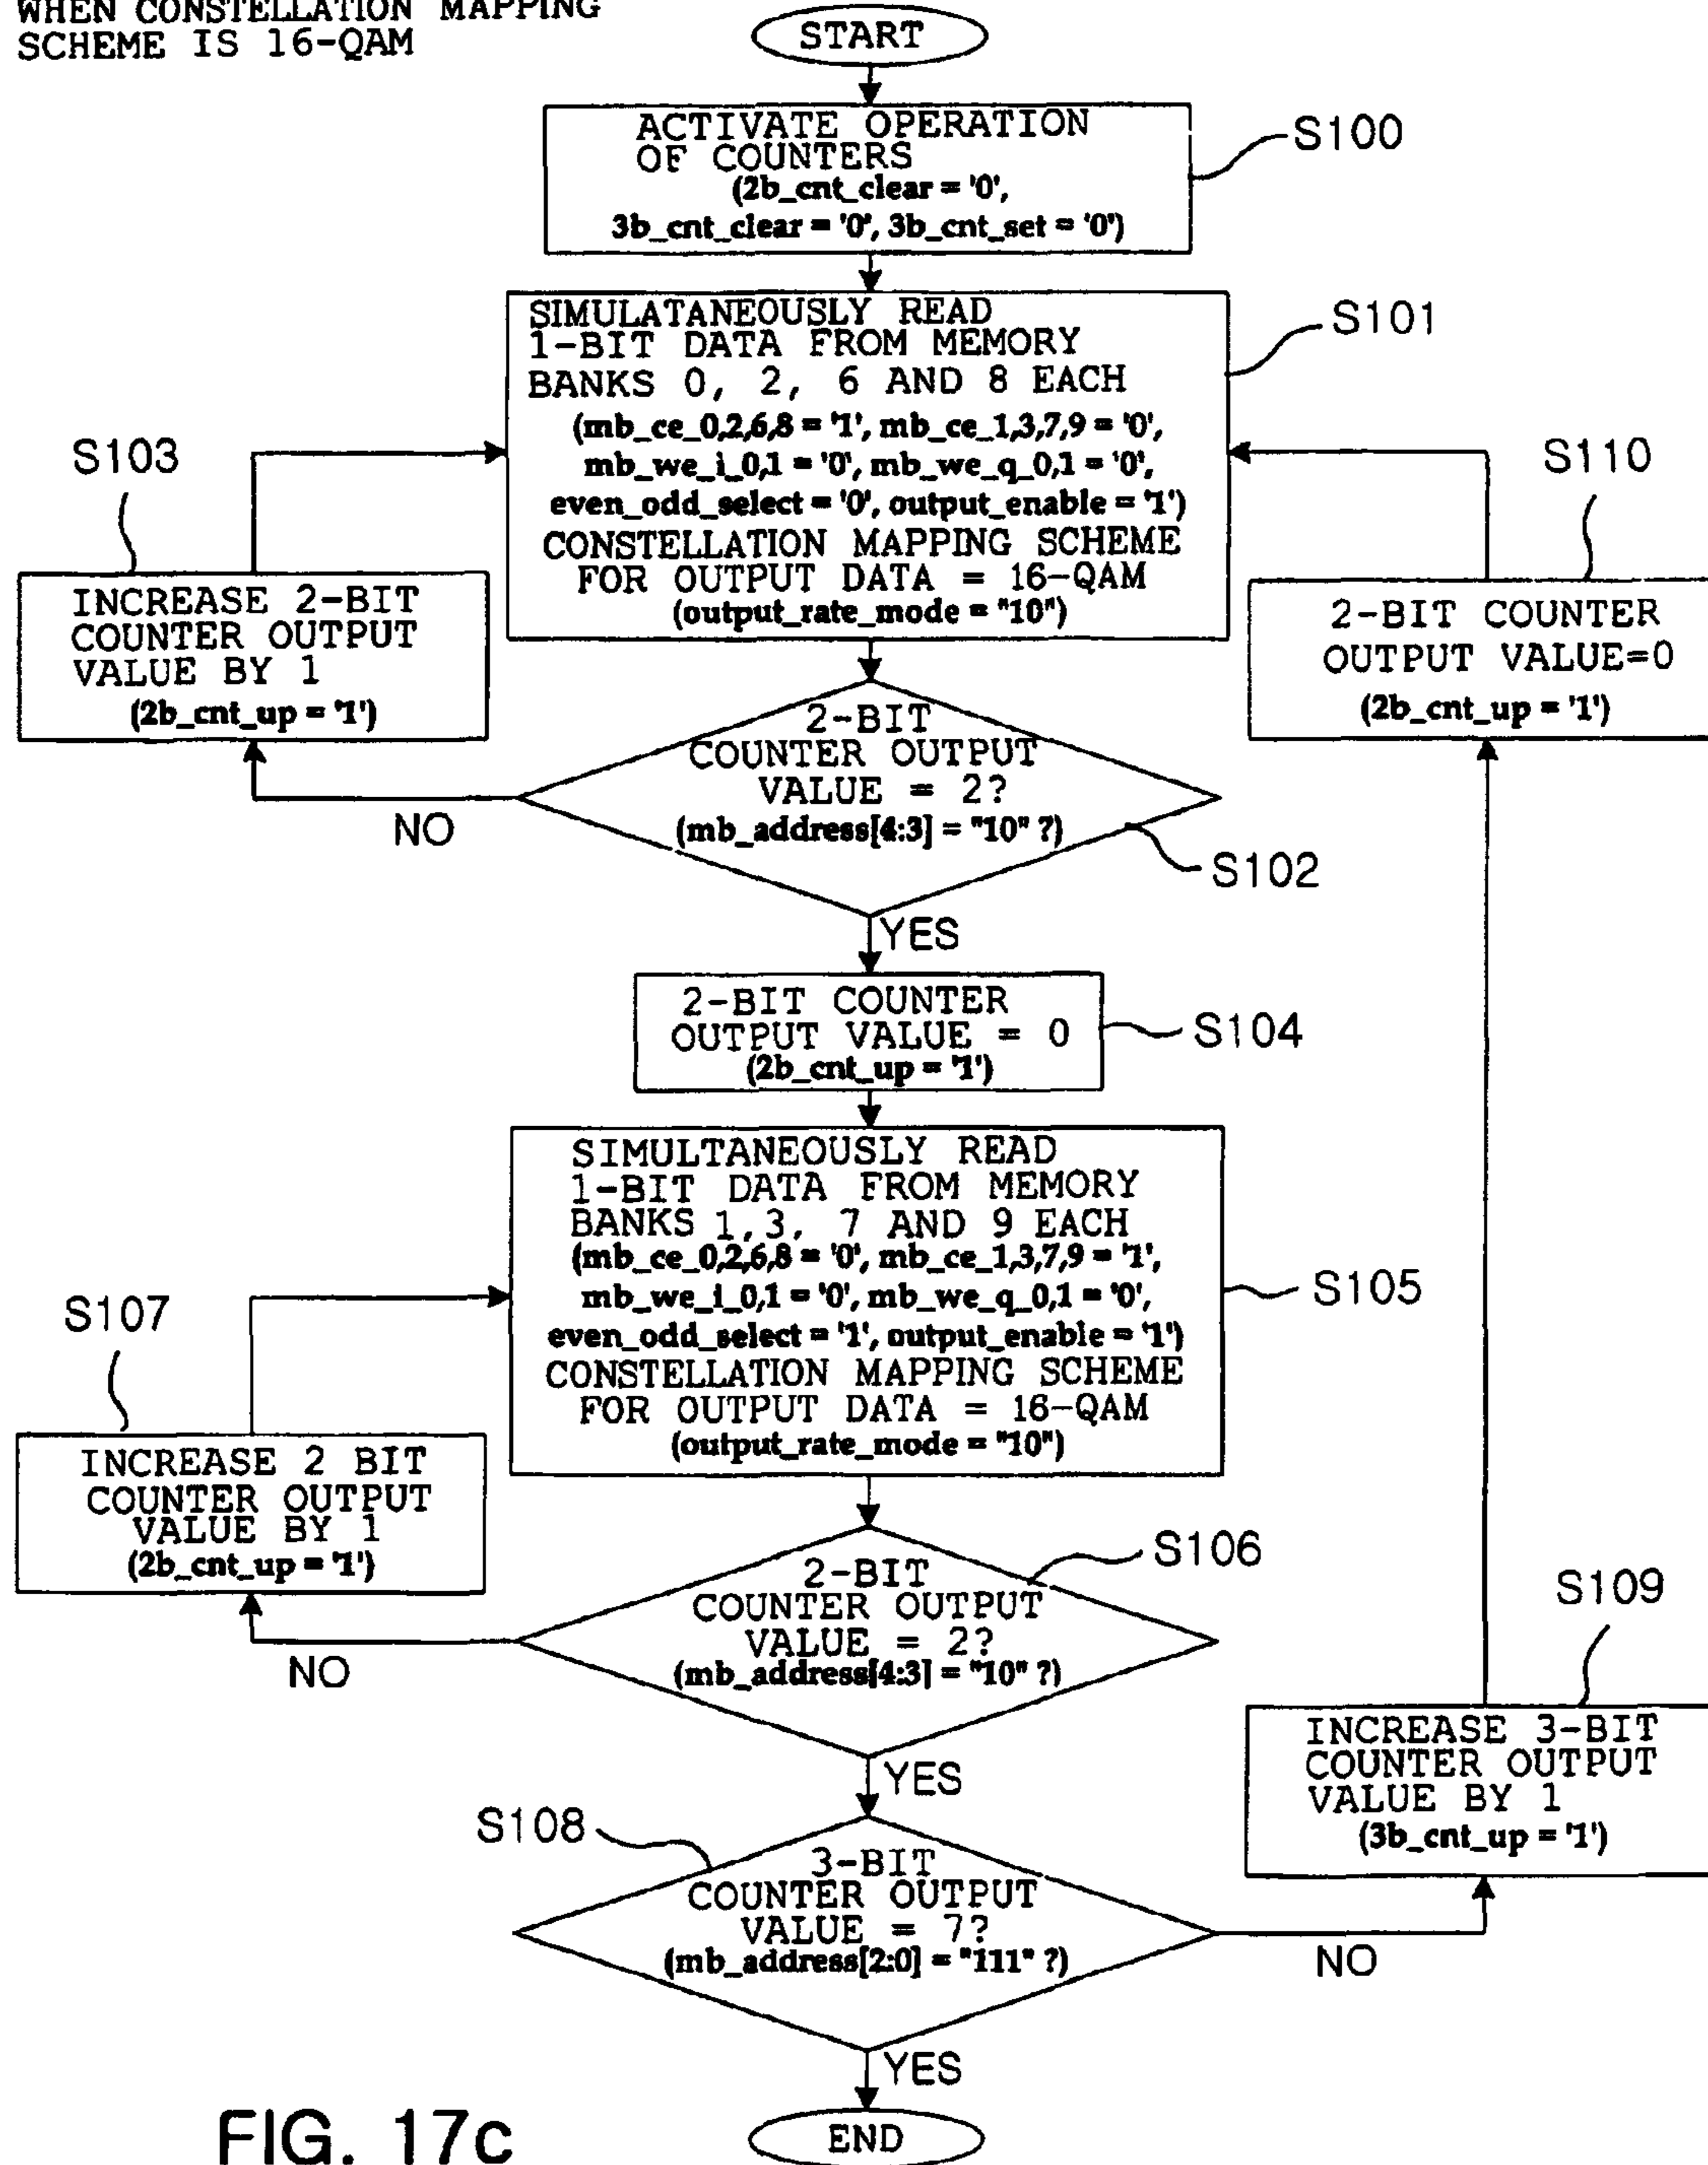 WHEN CONSTELLATION MAPPING
SCHEME IS 16-QAM
START
ACTIVATE OPERATION
OF COUNTERS
(2b_cnt_clear = '0',
3b_cnt_clear = '0', 3b_cnt_set = '0')
S100
SIMULATANEOUSLY READ
1-BIT DATA FROM MEMORY
BANKS 0, 2, 6 AND 8 EACH
(mb_ce_0,2,6,8 = '1', mb_ce_1,3,7,9 = '0',
mb_we_i_0,1 = '0', mb_we_q_0,1 = '0',
even_odd_select = '0', output_enable = '1')
CONSTELLATION MAPPING SCHEME
FOR OUTPUT DATA = 16-QAM
(output_rate_mode = "10")
S101
S103
INCREASE 2-BIT
COUNTER OUTPUT
VALUE BY 1
(2b_cnt_up = '1')
S110
2-BIT COUNTER
OUTPUT VALUE=0
(2b_cnt_up = '1')
2-BIT
COUNTER OUTPUT
VALUE = 2?
(mb_address[4:3] = "10" ?)
NO
S102
YES
2-BIT COUNTER
OUTPUT VALUE = 0
(2b_cnt_up = '1')
S104
SIMULTANEOUSLY READ
1-BIT DATA FROM MEMORY
BANKS 1,3, 7 AND 9 EACH
(mb_ce_0,2,6,8 = '0', mb_ce_1,3,7,9 = '1',
mb_we_i_0,1 = '0', mb_we_q_0,1 = '0',
even_odd_select = '1', output_enable = '1')
CONSTELLATION MAPPING SCHEME
FOR OUTPUT DATA = 16-QAM
(output_rate_mode = "10")
S105
S107
INCREASE 2 BIT
COUNTER OUTPUT
VALUE BY 1
(2b_cnt_up = '1')
2-BIT
COUNTER OUTPUT
VALUE = 2?
(mb_address[4:3] = "10" ?)
S106
NO
YES
S109
INCREASE 3-BIT
COUNTER OUTPUT
VALUE BY 1
(3b_cnt_up = '1')
S108
3-BIT
COUNTER OUTPUT
VALUE = 7?
(mb_address[2:0] = "111" ?)
NO
YES
END
FIG. 17c